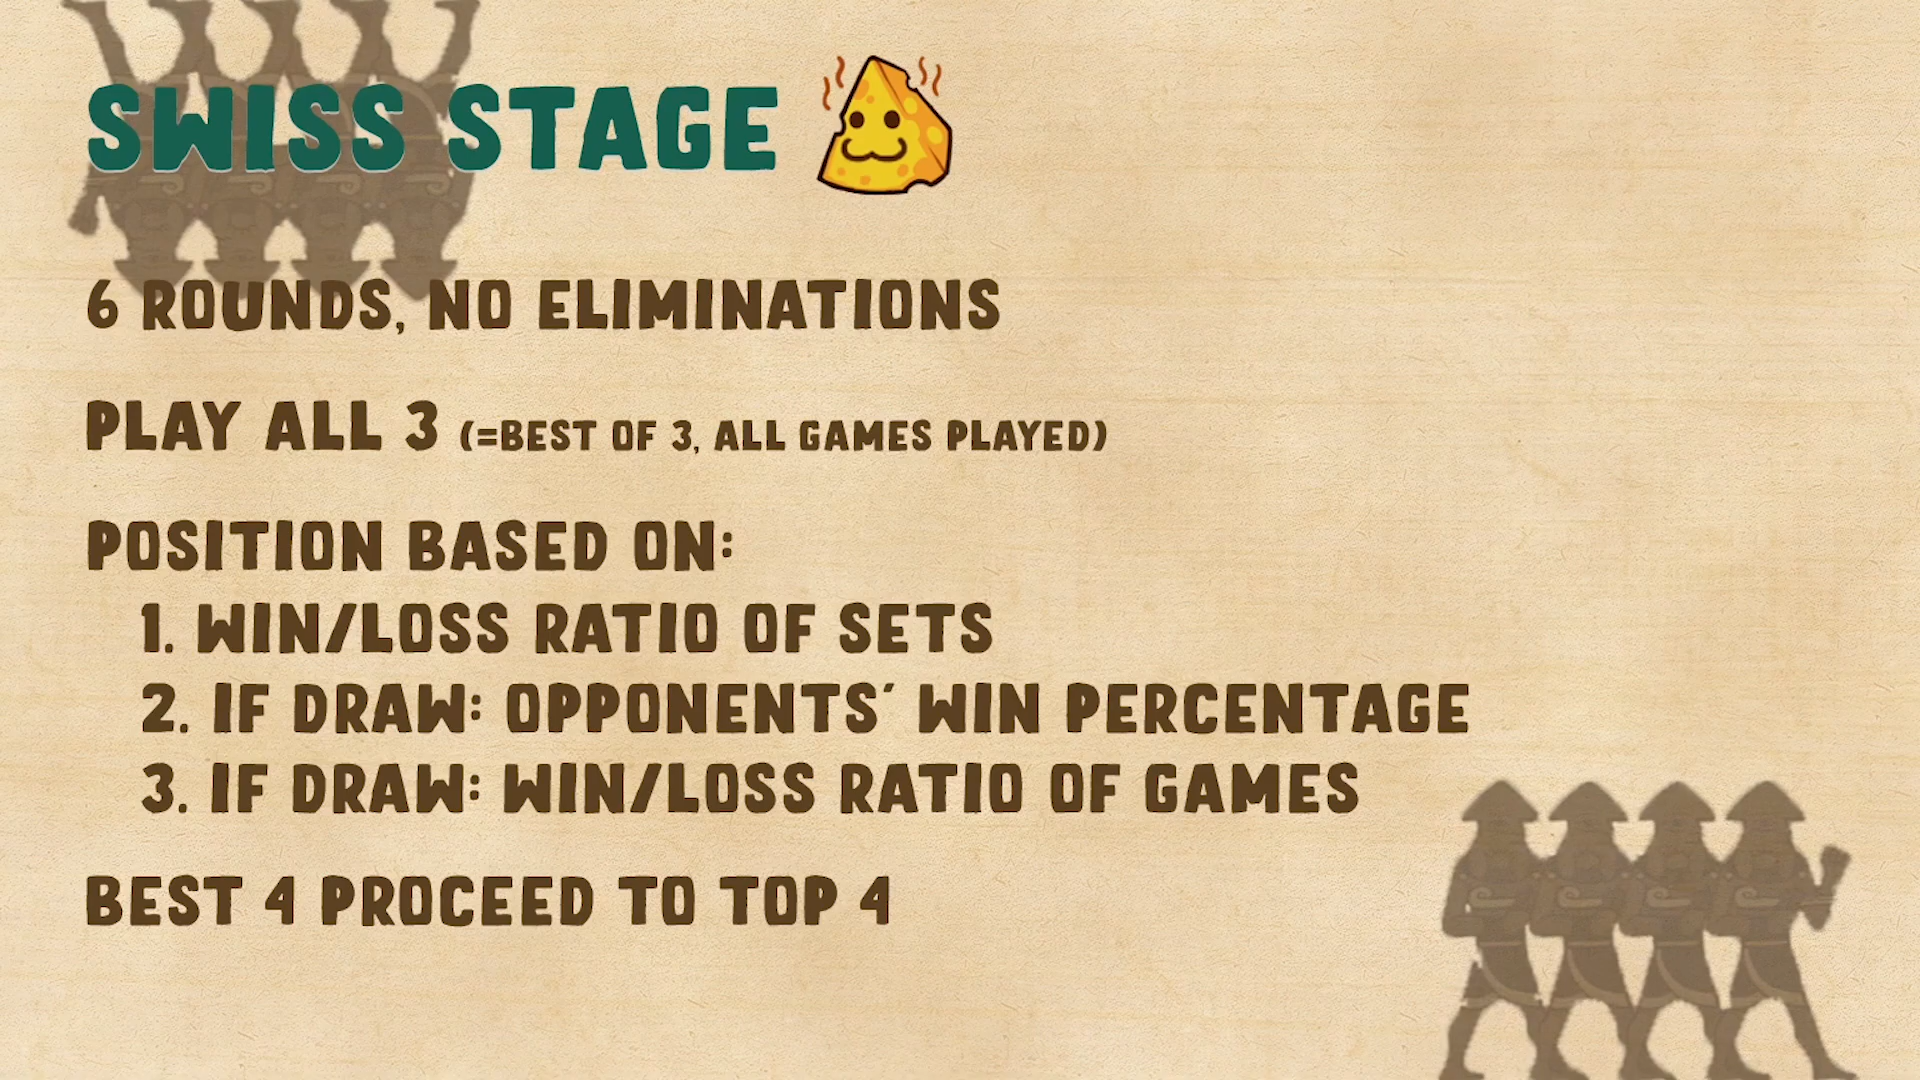 SWISS STAGE
6 ROUNDS, NO ELIMINATIONS
PLAY ALL 3 (=BEST OF 3, ALL GAMES PLAYED)
POSITION BASED ON:
1. WIN/LOSS RATIO OF SETS
2. IF DRAW: OPPONENTS' WIN PERCENTAGE
3. IF DRAW: WIN/LOSS RATIO OF GAMES
BEST 4 PROCEED TO TOP 4